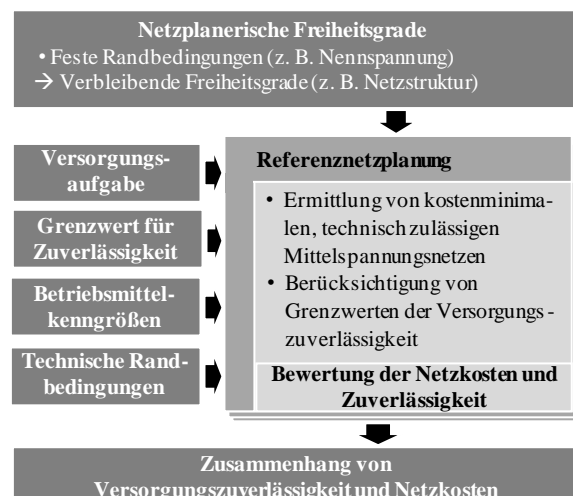 Netzplanerische Freiheitsgrade
• Feste Randbedingungen (z. B. Nennspannung)
→ Verbleibende Freiheitsgrade (z. B. Netzstruktur)
Versorgungs-
aufgabe
Grenzwert für
Zuverlässigkeit
Betriebsmittel-
kenngrößen
Technische Rand-
bedingungen
Referenznetzplanung
• Ermittlung von kostenminima-
len, technisch zulässigen
Mittelspannungsnetzen
• Berücksichtigung von
Grenzwerten der Versorgungs-
zuverlässigkeit
Bewertung der Netzkosten und
Zuverlässigkeit
Zusammenhang von
Versorgungszuverlässigkeit und Netzkosten